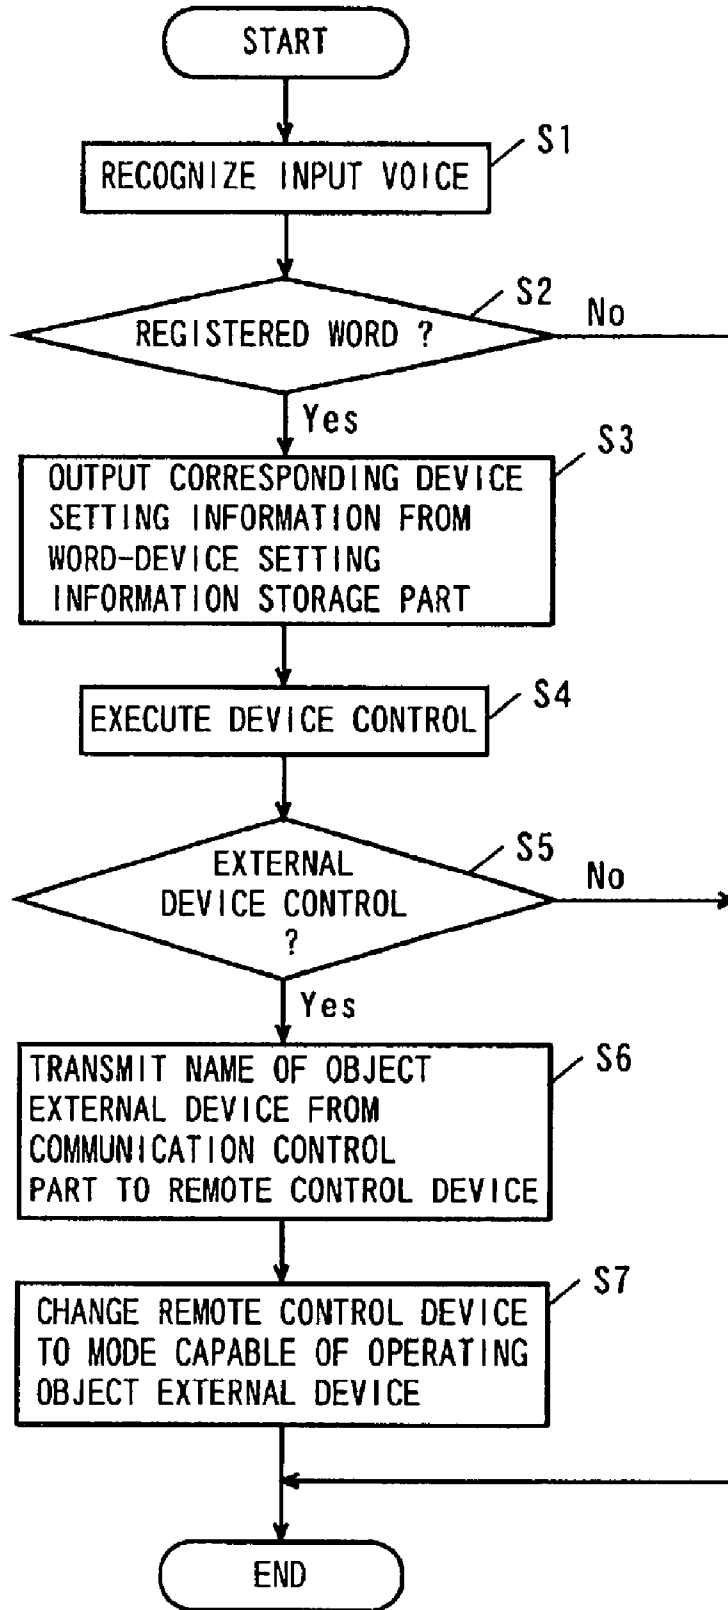 START
S1
RECOGNIZE INPUT VOICE
S2
REGISTERED WORD ?
No
Yes
S3
OUTPUT CORRESPONDING DEVICE
SETTING INFORMATION FROM
WORD-DEVICE SETTING
INFORMATION STORAGE PART
S4
EXECUTE DEVICE CONTROL
S5
EXTERNAL
DEVICE CONTROL
?
No
Yes
S6
TRANSMIT NAME OF OBJECT
EXTERNAL DEVICE FROM
COMMUNICATION CONTROL
PART TO REMOTE CONTROL DEVICE
S7
CHANGE REMOTE CONTROL DEVICE
TO MODE CAPABLE OF OPERATING
OBJECT EXTERNAL DEVICE
END